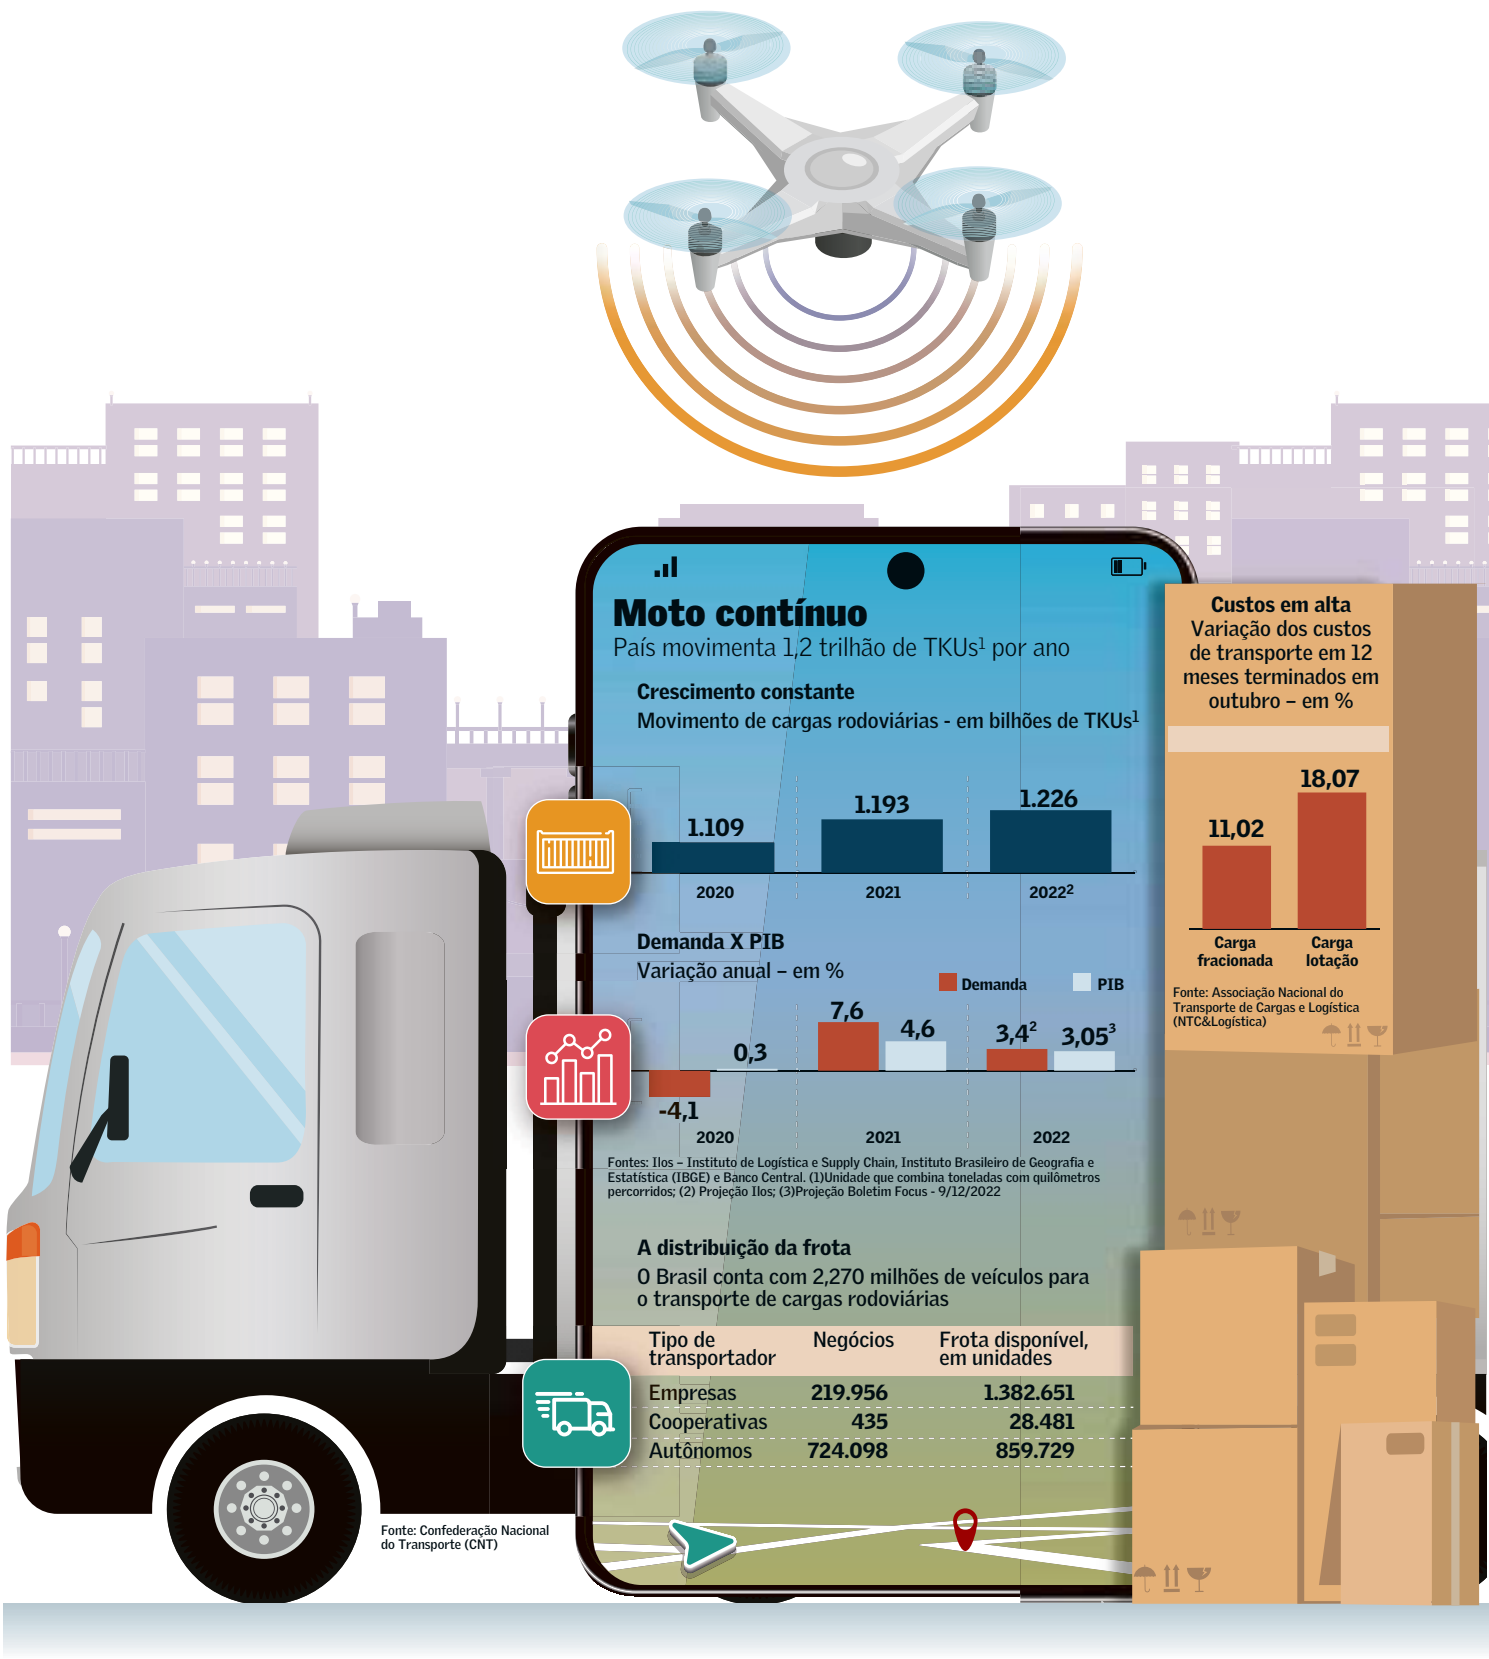 Moto contínuo
País movimenta 1,2 trilhão de TKUs¹ por ano
Crescimento constante
Movimento de cargas rodoviárias - em bilhões de TKUs¹
1.109
1.193
1.226
2020
2021
2022²
Demanda X PIB
Variação anual – em %
Demanda
PIB
-4,1
0,3
7,6
4,6
3,4²
3,05³
2020
2021
2022
Fontes: Ilos – Instituto de Logística e Supply Chain, Instituto Brasileiro de Geografia e
Estatística (IBGE) e Banco Central. (1)Unidade que combina toneladas com quilômetros
percorridos; (2) Projeção Ilos; (3)Projeção Boletim Focus - 9/12/2022
A distribuição da frota
O Brasil conta com 2,270 milhões de veículos para
o transporte de cargas rodoviárias
Tipo de transportador Negócios Frota disponível, em unidades
Empresas 219.956 1.382.651
Cooperativas 435 28.481
Autônomos 724.098 859.729
Fonte: Confederação Nacional
do Transporte (CNT)
Custos em alta
Variação dos custos
de transporte em 12
meses terminados em
outubro – em %
11,02
18,07
Carga
fracionada
Carga
lotação
Fonte: Associação Nacional do
Transporte de Cargas e Logística
(NTC&Logística)